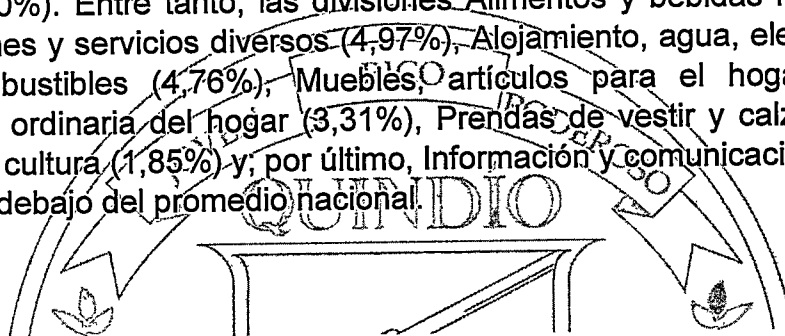 0%). Entre tanto, las divisiones Alimentos y bebidas
nes y servicios diversos (4,97%), Alojamiento, agua, ele
bustibles (4,76%), Muebles, artículos para el hoga
ordinaria del hogar (3,31%), Prendas de vestir y calz
cultura (1,85%) y, por último, Información y comunicaci
debajo del promedio nacional.
QUINDIO